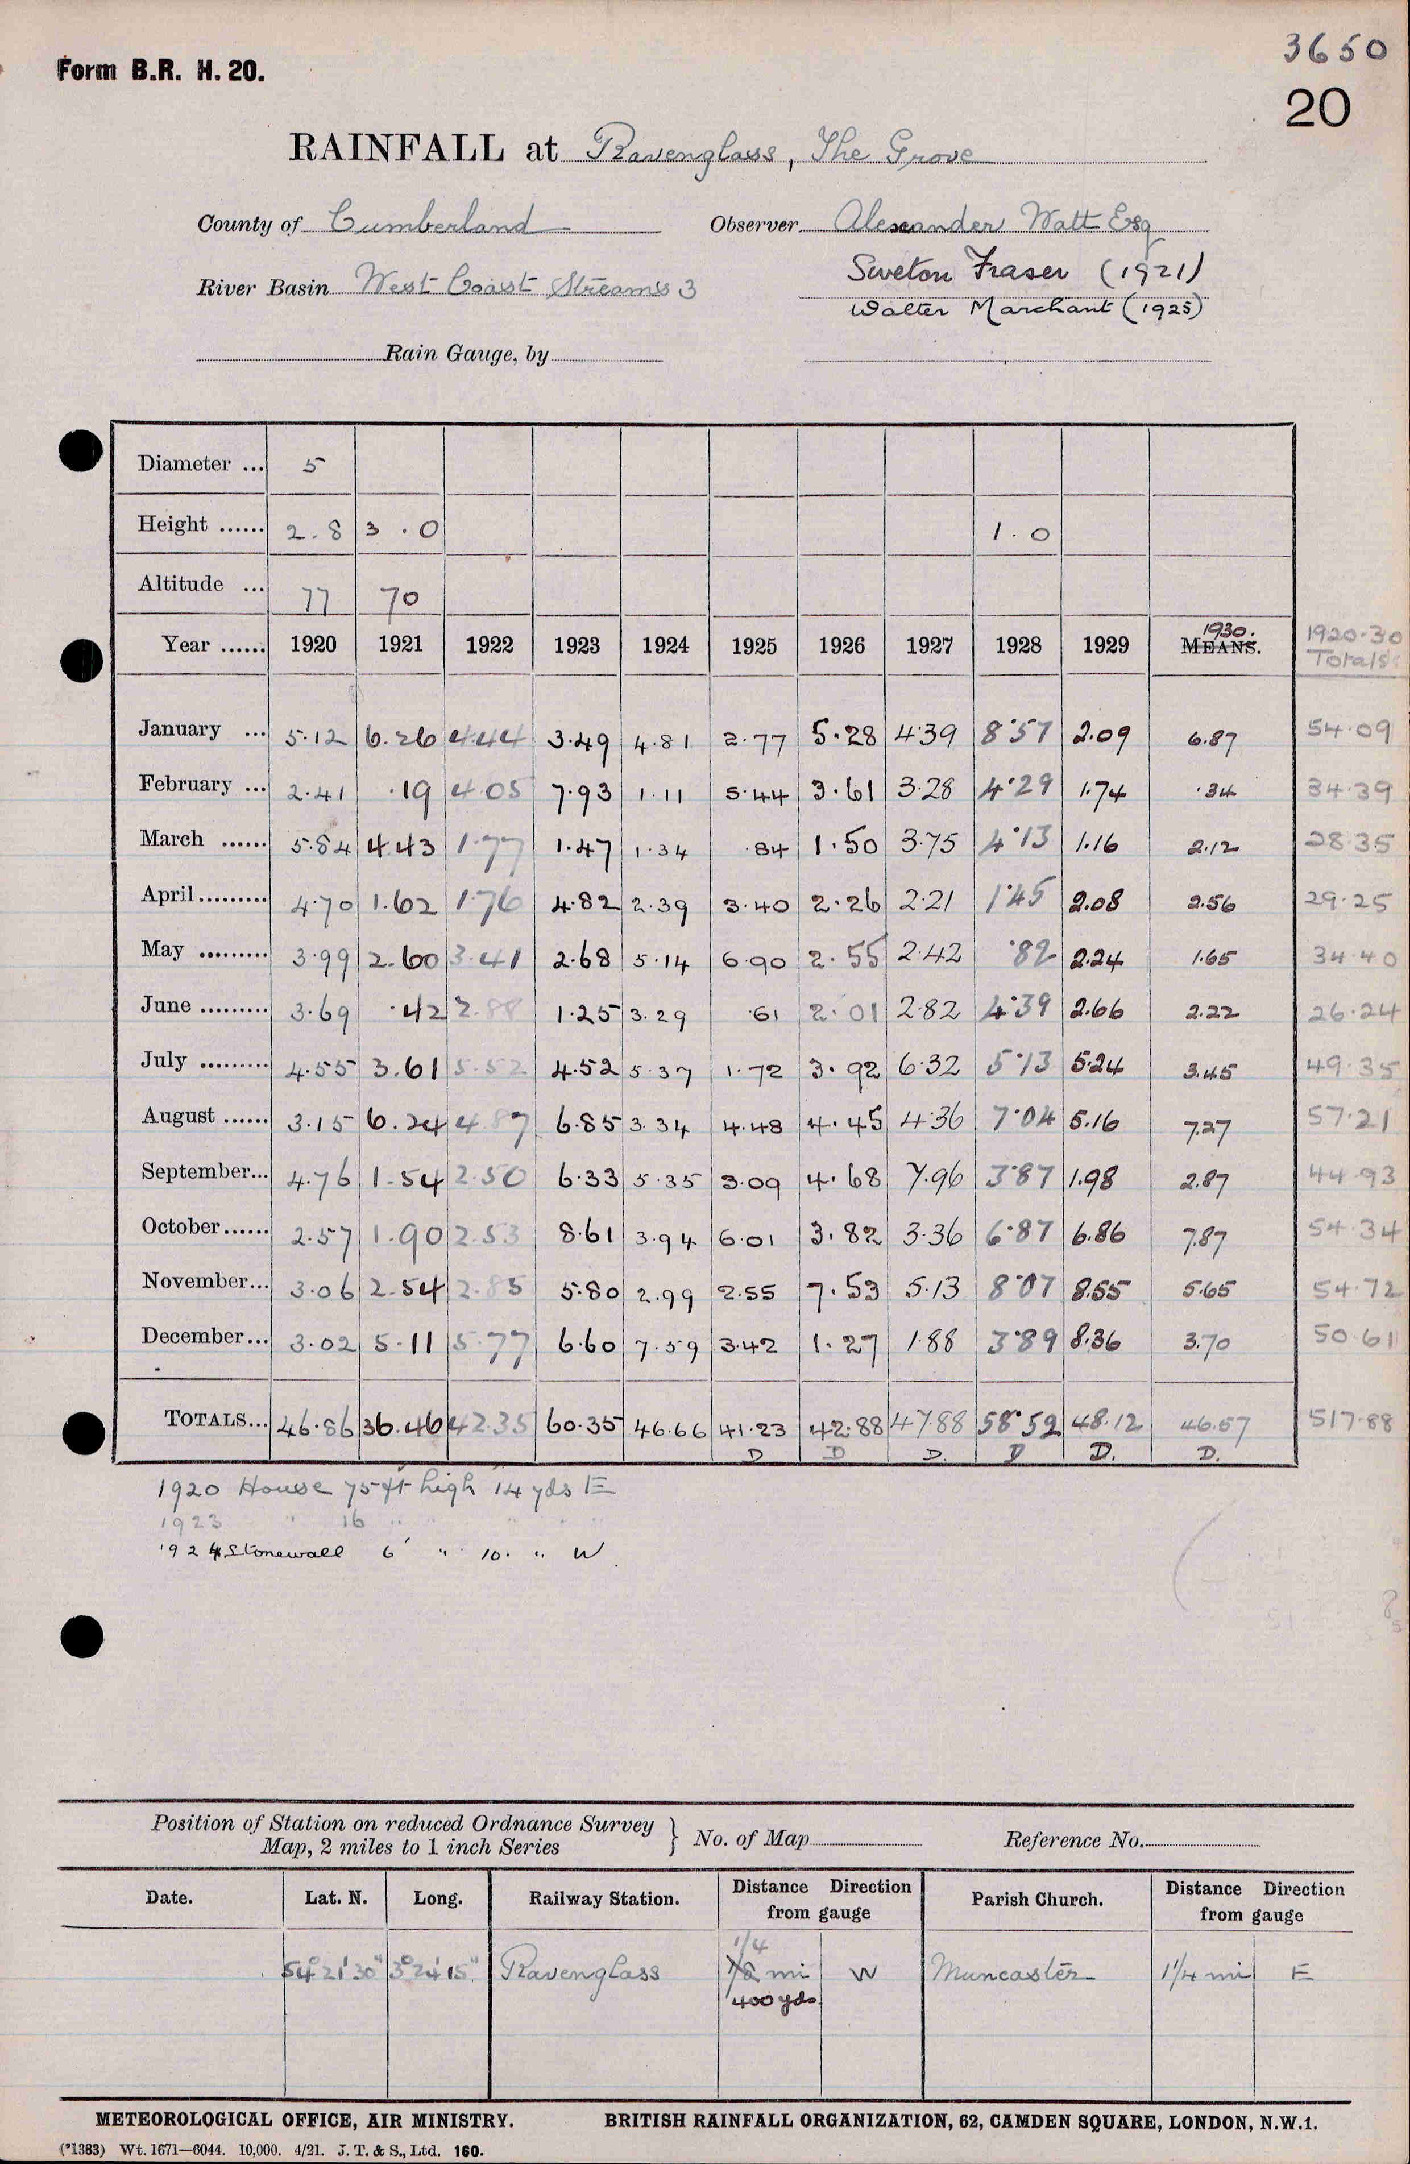 3650
Form B.R. H. 20.
20
RAINFALL at Ravenglass, The Grove
County of Cumberland Observer Alexander Watt Esq
Sweton Fraser (1921)
River Basin West Coast Streams 3
Walter Marchant (1925)
Rain Gauge, by
Diameter ... 5
Height ...... 2.8 3.0 1.0
Altitude ... 77 70
1930. 1920-30
Year ...... 1920 1921 1922 1923 1924 1925 1926 1927 1928 1929 MEANS. Totals
January ... 5.12 6.26 4.44 3.49 4.81 2.77 5.28 4.39 8.57 2.09 6.87 54.09
February ... 2.41 .19 4.05 7.93 1.11 5.44 3.61 3.28 4.29 1.74 .34 34.39
March ...... 5.84 4.43 1.77 1.47 1.34 .84 1.50 3.75 4.13 1.16 2.12 28.35
April ......... 4.70 1.62 1.76 4.82 2.39 3.40 2.26 2.21 1.45 2.08 2.56 29.25
May ......... 3.99 2.60 3.41 2.68 5.14 6.90 2.55 2.42 .82 2.24 1.65 34.40
June ......... 3.69 .42 2.88 1.25 3.29 .61 2.01 2.82 4.39 2.66 2.22 26.24
July ......... 4.55 3.61 5.52 4.52 5.37 1.72 3.92 6.32 5.13 5.24 3.45 49.35
August ...... 3.15 6.24 4.87 6.85 3.34 4.48 4.45 4.36 7.04 5.16 7.27 57.21
September... 4.76 1.54 2.50 6.33 5.35 3.09 4.68 7.96 3.87 1.98 2.87 44.93
October...... 2.57 1.90 2.53 8.61 3.94 6.01 3.82 3.36 6.87 6.86 7.87 54.34
November... 3.06 2.54 2.85 5.80 2.99 2.55 7.53 5.13 8.07 8.55 5.65 54.72
December... 3.02 5.11 5.77 6.60 7.59 3.42 1.27 1.88 3.89 8.36 3.70 50.61
TOTALS... 46.86 36.46 42.35 60.35 46.66 41.23 42.88 47.88 58.52 48.12 46.57 517.88
D D D. D D. D.
1920 House 75 ft high 14 yds E
1923 " 16 " " " " "
1924 Stonewall 6' " 10. " W.
Position of Station on reduced Ordnance Survey
Map, 2 miles to 1 inch Series } No. of Map Reference No.
Date. Lat. N. Long. Railway Station. Distance Direction from gauge Parish Church. Distance Direction from gauge
1/4
54° 21' 30" 3° 24' 15" Ravenglass 1/8 mi W Muncaster 1 1/4 mi E
400 yds.
METEOROLOGICAL OFFICE, AIR MINISTRY. BRITISH RAINFALL ORGANIZATION, 62, CAMDEN SQUARE, LONDON, N.W.1.
(*1383) Wt. 1671—6044. 10,000. 4/21. J. T. & S., Ltd. 160.